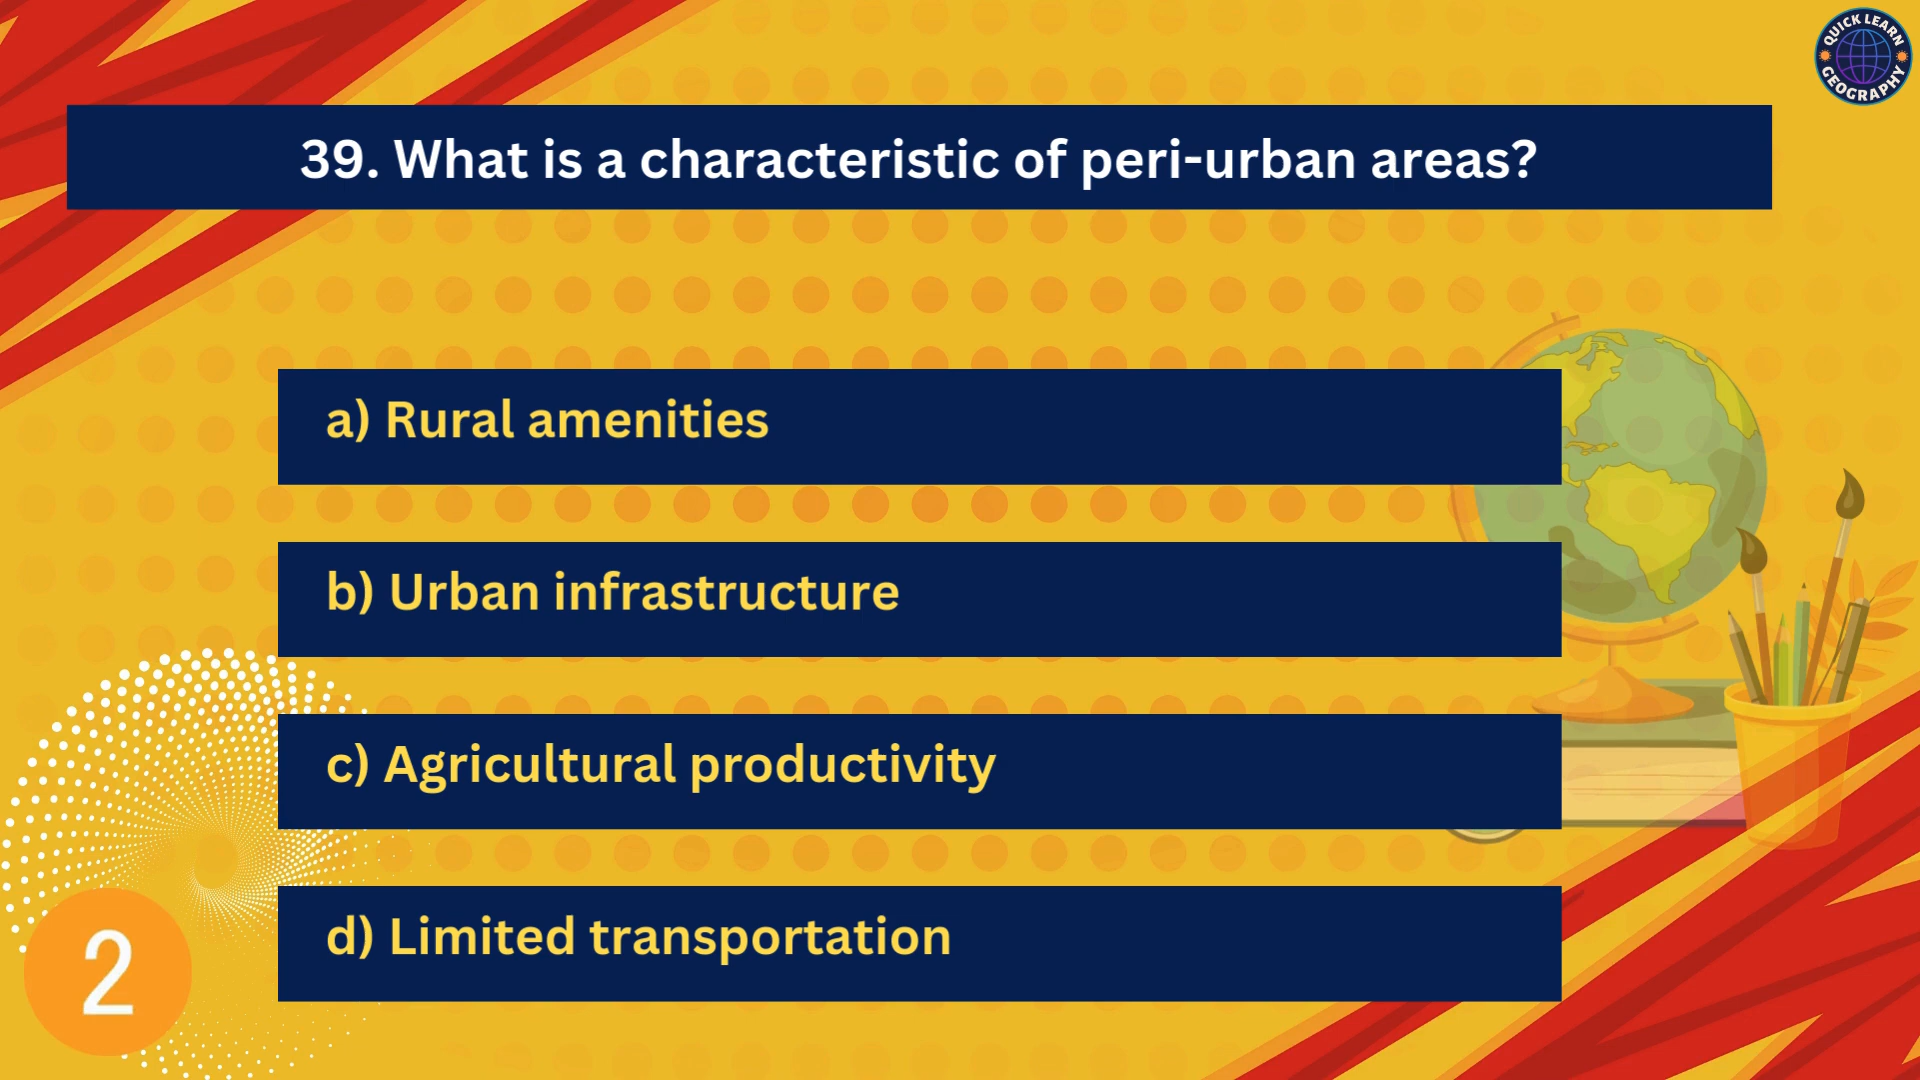 QUICK LEARN
GEOGRAPHY
39. What is a characteristic of peri-urban areas?
a) Rural amenities
b) Urban infrastructure
c) Agricultural productivity
d) Limited transportation
2